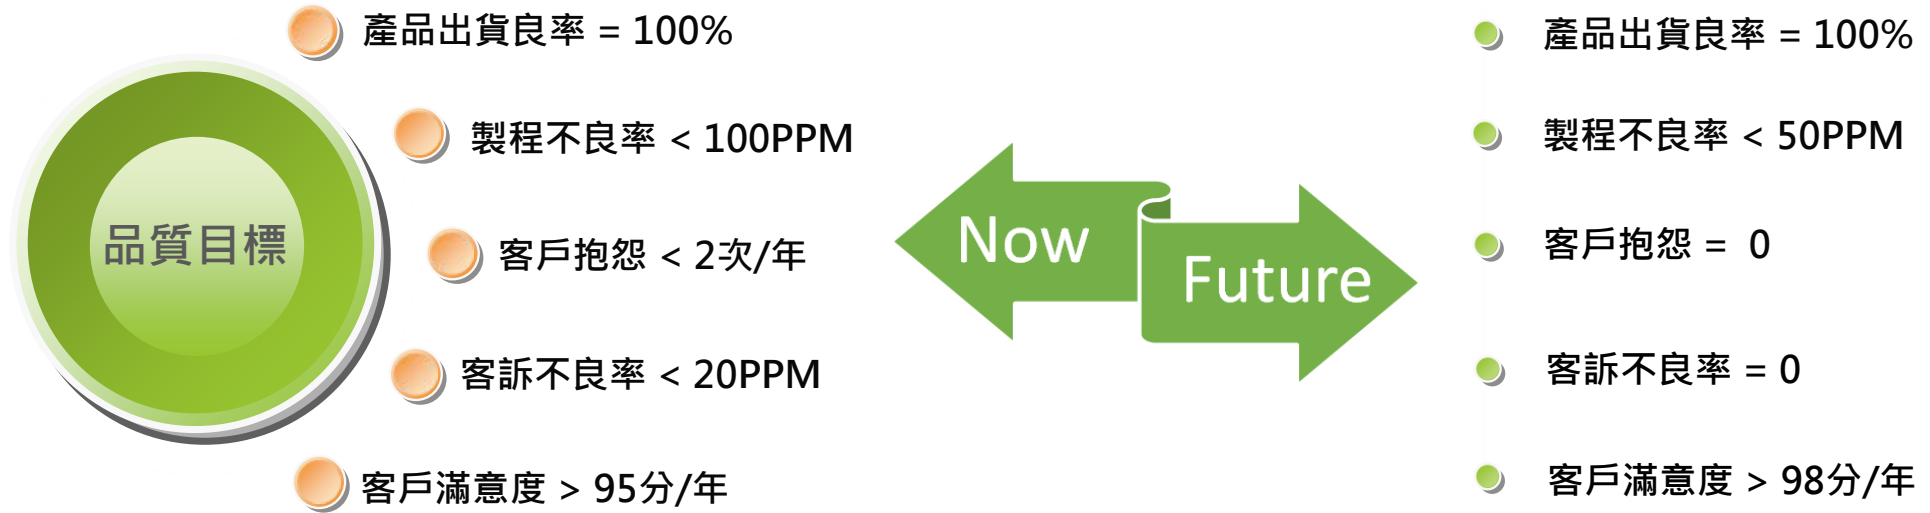 品質目標
產品出貨良率 = 100%
製程不良率 < 100PPM
客戶抱怨 < 2次/年
客訴不良率 < 20PPM
客戶滿意度 > 95分/年
Now
Future
產品出貨良率 = 100%
製程不良率 < 50PPM
客戶抱怨 = 0
客訴不良率 = 0
客戶滿意度 > 98分/年